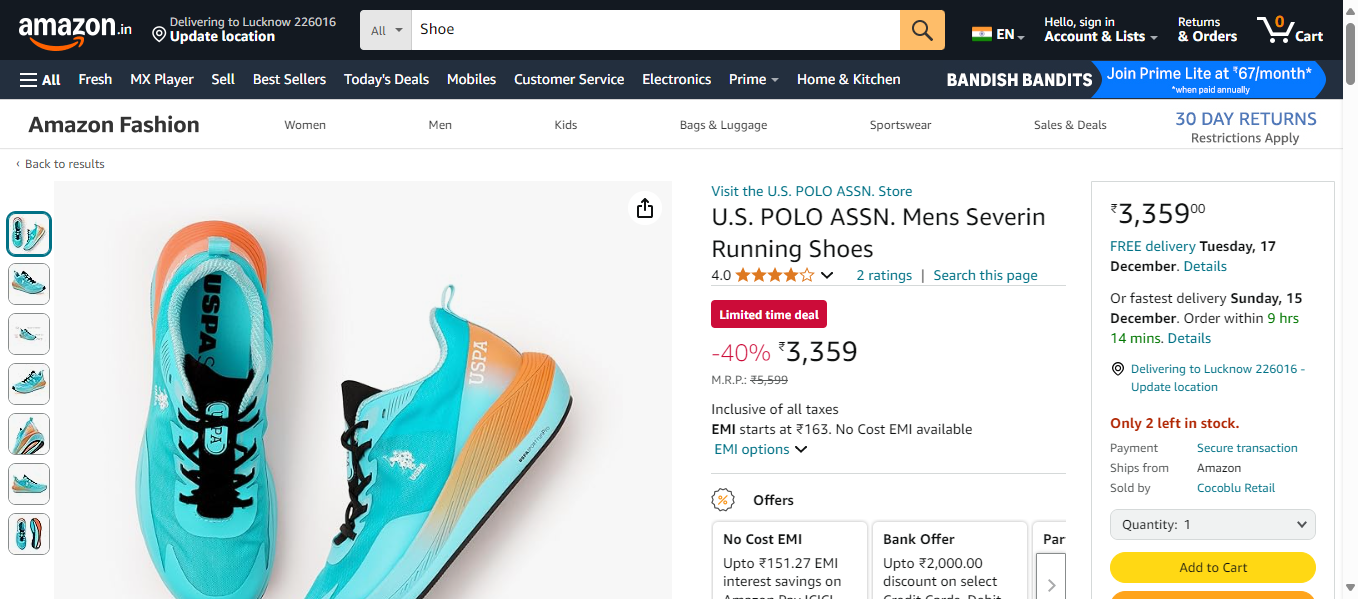 amazon.in
Delivering to Lucknow 226016
Update location
All
Shoe
EN
Hello, sign in
Account & Lists
Returns
& Orders
0
Cart
All
Fresh
MX Player
Sell
Best Sellers
Today's Deals
Mobiles
Customer Service
Electronics
Prime
Home & Kitchen
BANDISH BANDITS
Join Prime Lite at ₹67/month*
*when paid annually
Amazon Fashion
Women
Men
Kids
Bags & Luggage
Sportswear
Sales & Deals
30 DAY RETURNS
Restrictions Apply
‹ Back to results
USPA
USPA
USPA
USPA
Visit the U.S. POLO ASSN. Store
U.S. POLO ASSN. Mens Severin
Running Shoes
4.0
2 ratings | Search this page
Limited time deal
-40% ₹3,359
M.R.P.: ₹5,599
Inclusive of all taxes
EMI starts at ₹163. No Cost EMI available
EMI options
% Offers
No Cost EMI
Upto ₹151.27 EMI
interest savings on
Amazon Pay ICICI
Bank Offer
Upto ₹2,000.00
discount on select
Credit Cards, Debit
Par
₹3,35900
FREE delivery Tuesday, 17
December. Details
Or fastest delivery Sunday, 15
December. Order within 9 hrs
14 mins. Details
Delivering to Lucknow 226016 -
Update location
Only 2 left in stock.
Payment Secure transaction
Ships from Amazon
Sold by Cocoblu Retail
Quantity: 1
Add to Cart